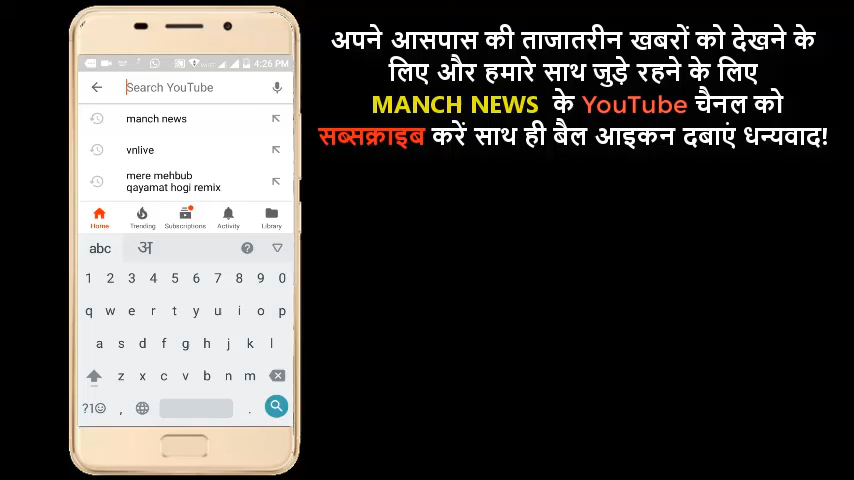 अपने आसपास की ताजातरीन खबरों को देखने के
लिए और हमारे साथ जुड़े रहने के लिए
MANCH NEWS के YouTube चैनल को
सब्सक्राइब करें साथ ही बैल आइकन दबाएं धन्यवाद!
4:26 PM
Search YouTube
manch news
vnlive
mere mehbub
qayamat hogi remix
Home Trending Subscriptions Activity Library
abc अ
1 2 3 4 5 6 7 8 9 0
q w e r t y u i o p
a s d f g h j k l
z x c v b n m
?1☺ , .